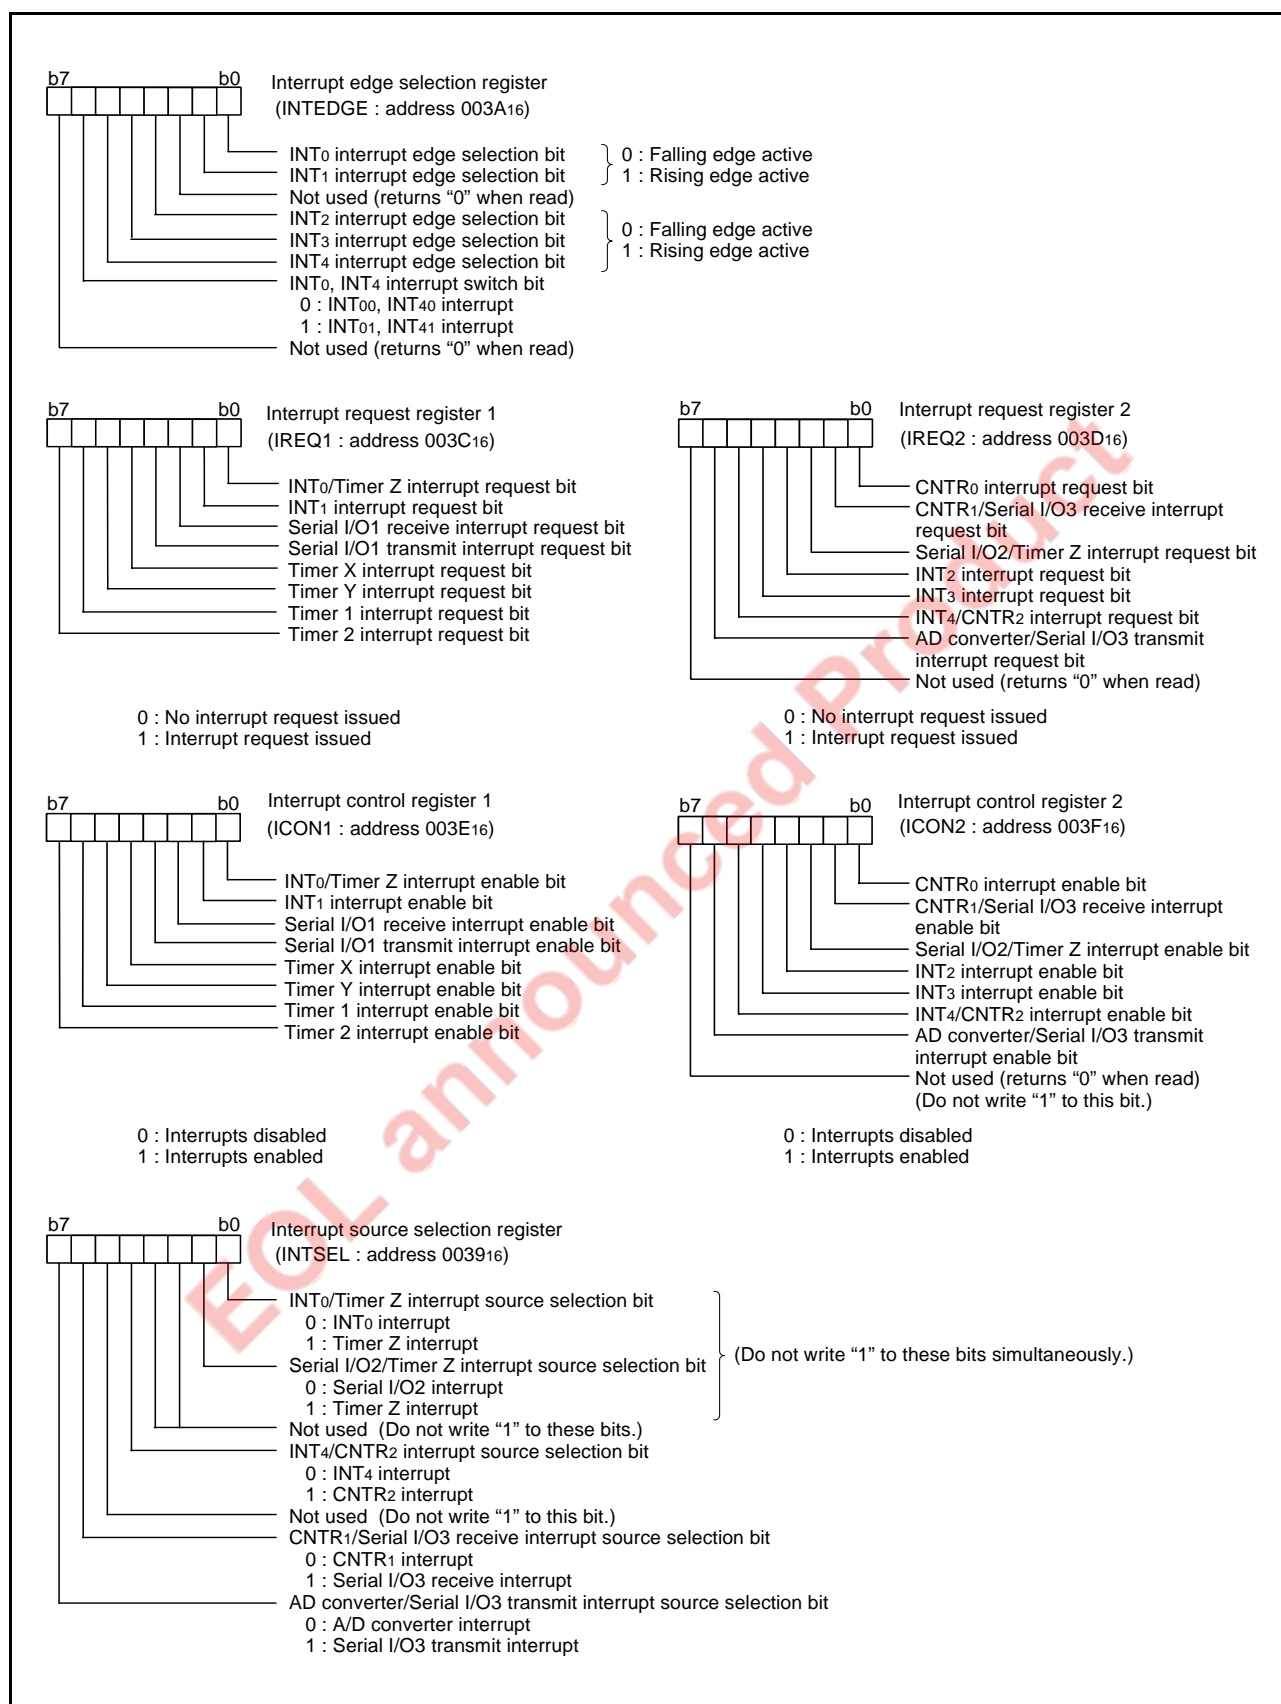 b7 b0 Interrupt edge selection register
(INTEDGE : address 003A16)
INT0 interrupt edge selection bit
INT1 interrupt edge selection bit
0 : Falling edge active
1 : Rising edge active
Not used (returns “0” when read)
INT2 interrupt edge selection bit
INT3 interrupt edge selection bit
INT4 interrupt edge selection bit
0 : Falling edge active
1 : Rising edge active
INT0, INT4 interrupt switch bit
0 : INT00, INT40 interrupt
1 : INT01, INT41 interrupt
Not used (returns “0” when read)
b7 b0 Interrupt request register 1
(IREQ1 : address 003C16)
INT0/Timer Z interrupt request bit
INT1 interrupt request bit
Serial I/O1 receive interrupt request bit
Serial I/O1 transmit interrupt request bit
Timer X interrupt request bit
Timer Y interrupt request bit
Timer 1 interrupt request bit
Timer 2 interrupt request bit
0 : No interrupt request issued
1 : Interrupt request issued
b7 b0 Interrupt request register 2
(IREQ2 : address 003D16)
CNTR0 interrupt request bit
CNTR1/Serial I/O3 receive interrupt
request bit
Serial I/O2/Timer Z interrupt request bit
INT2 interrupt request bit
INT3 interrupt request bit
INT4/CNTR2 interrupt request bit
AD converter/Serial I/O3 transmit
interrupt request bit
Not used (returns “0” when read)
0 : No interrupt request issued
1 : Interrupt request issued
b7 b0 Interrupt control register 1
(ICON1 : address 003E16)
INT0/Timer Z interrupt enable bit
INT1 interrupt enable bit
Serial I/O1 receive interrupt enable bit
Serial I/O1 transmit interrupt enable bit
Timer X interrupt enable bit
Timer Y interrupt enable bit
Timer 1 interrupt enable bit
Timer 2 interrupt enable bit
0 : Interrupts disabled
1 : Interrupts enabled
b7 b0 Interrupt control register 2
(ICON2 : address 003F16)
CNTR0 interrupt enable bit
CNTR1/Serial I/O3 receive interrupt
enable bit
Serial I/O2/Timer Z interrupt enable bit
INT2 interrupt enable bit
INT3 interrupt enable bit
INT4/CNTR2 interrupt enable bit
AD converter/Serial I/O3 transmit
interrupt enable bit
Not used (returns “0” when read)
(Do not write “1” to this bit.)
0 : Interrupts disabled
1 : Interrupts enabled
b7 b0 Interrupt source selection register
(INTSEL : address 003916)
INT0/Timer Z interrupt source selection bit
0 : INT0 interrupt
1 : Timer Z interrupt
Serial I/O2/Timer Z interrupt source selection bit
0 : Serial I/O2 interrupt
1 : Timer Z interrupt
(Do not write “1” to these bits simultaneously.)
Not used (Do not write “1” to these bits.)
INT4/CNTR2 interrupt source selection bit
0 : INT4 interrupt
1 : CNTR2 interrupt
Not used (Do not write “1” to this bit.)
CNTR1/Serial I/O3 receive interrupt source selection bit
0 : CNTR1 interrupt
1 : Serial I/O3 receive interrupt
AD converter/Serial I/O3 transmit interrupt source selection bit
0 : A/D converter interrupt
1 : Serial I/O3 transmit interrupt
EOL announced Product